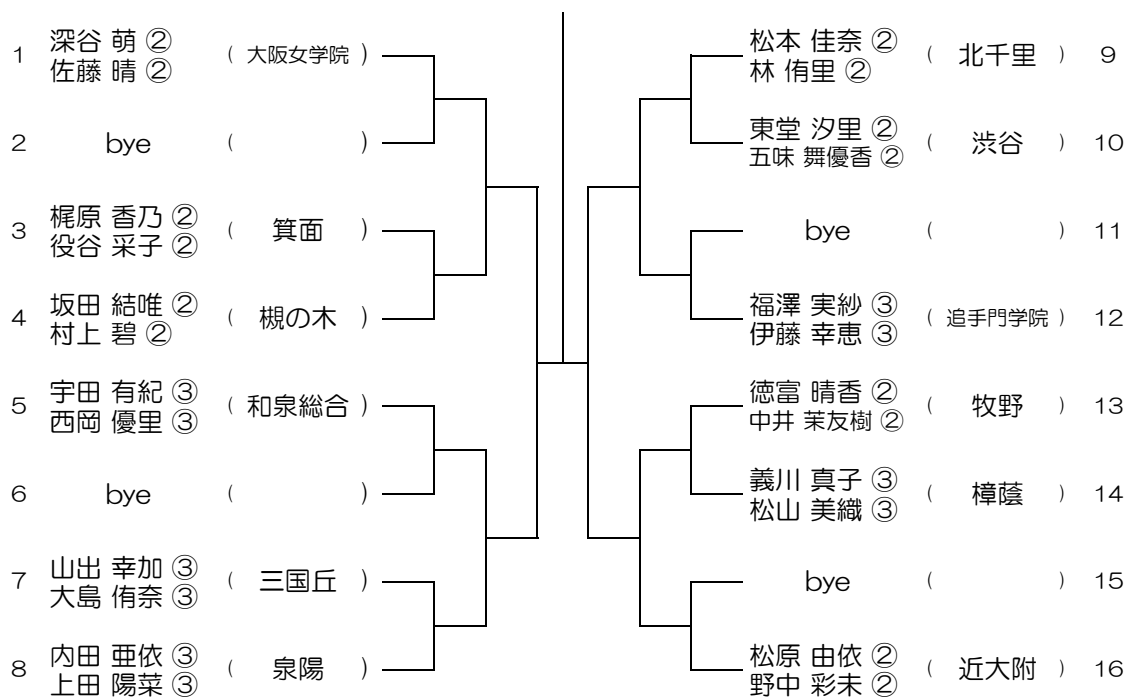 1 深谷 萌 ② ( 大阪女学院 )
佐藤 晴 ②
2 bye ( )
3 梶原 香乃 ② ( 箕面 )
役谷 采子 ②
4 坂田 結唯 ② ( 槻の木 )
村上 碧 ②
5 宇田 有紀 ③ ( 和泉総合 )
西岡 優里 ③
6 bye ( )
7 山出 幸加 ③ ( 三国丘 )
大島 侑奈 ③
8 内田 亜依 ③ ( 泉陽 )
上田 陽菜 ③
松本 佳奈 ② ( 北千里 ) 9
林 侑里 ②
東堂 汐里 ② ( 渋谷 ) 10
五味 舞優香 ②
bye ( ) 11
福澤 実紗 ③ ( 追手門学院 ) 12
伊藤 幸恵 ③
徳富 晴香 ② ( 牧野 ) 13
中井 茉友樹 ②
義川 真子 ③ ( 樟蔭 ) 14
松山 美織 ③
bye ( ) 15
松原 由依 ② ( 近大附 ) 16
野中 彩未 ②